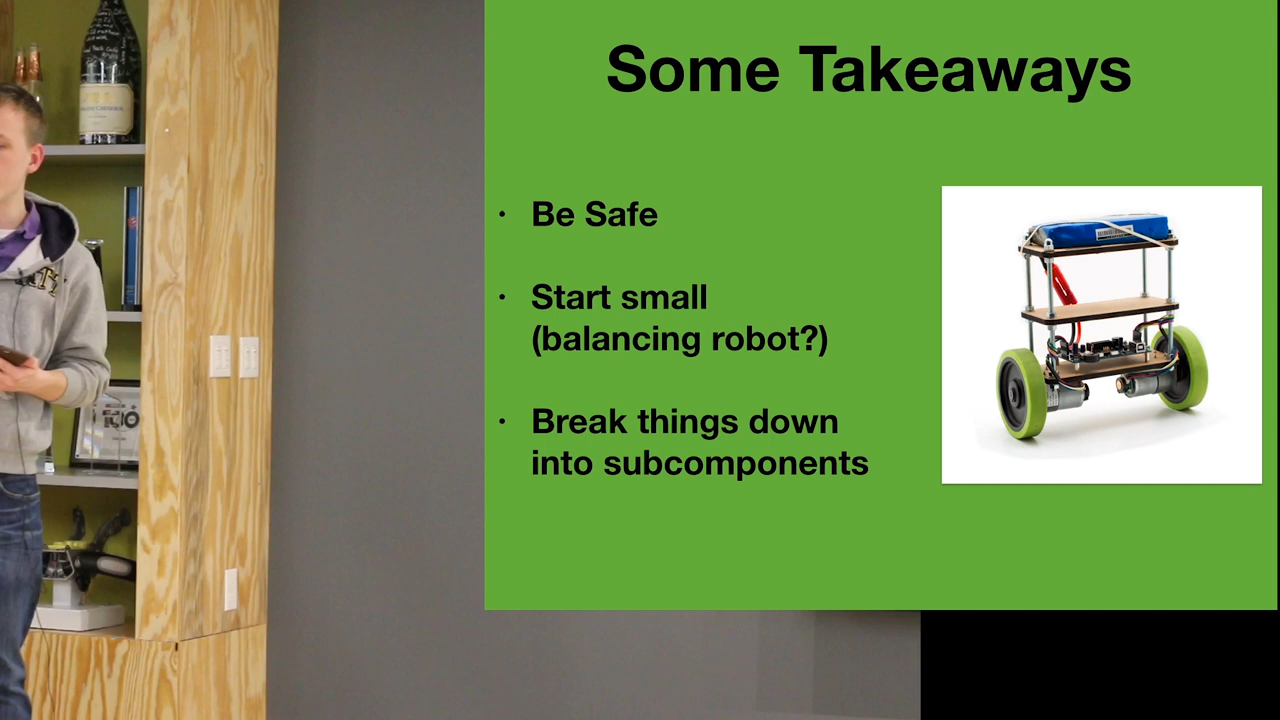 Some Takeaways
· Be Safe
· Start small
(balancing robot?)
· Break things down
into subcomponents